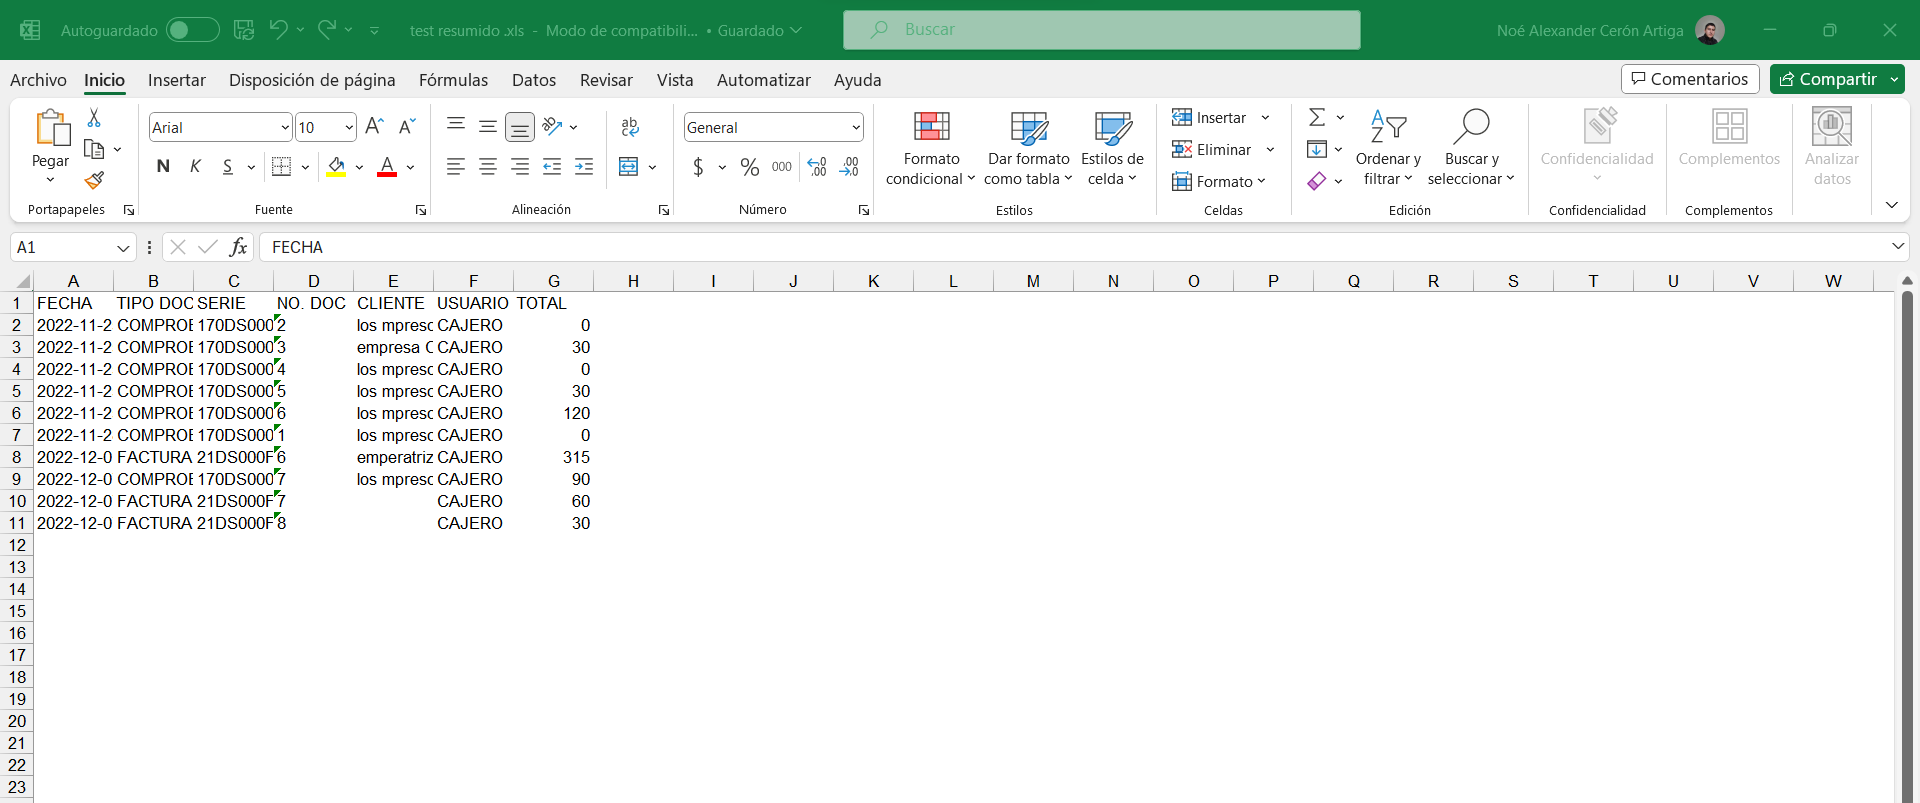 Autoguardado test resumido .xls - Modo de compatibili... • Guardado Buscar Noé Alexander Cerón Artiga
Archivo Inicio Insertar Disposición de página Fórmulas Datos Revisar Vista Automatizar Ayuda Comentarios Compartir
Pegar
Portapapeles
Arial 10
N K S A
Fuente
ab
Alineación
General
$ % 000
Número
Formato condicional
Dar formato como tabla
Estilos de celda
Estilos
Insertar
Eliminar
Formato
Celdas
Ordenar y filtrar
Buscar y seleccionar
Edición
Confidencialidad
Confidencialidad
Complementos
Complementos
Analizar datos
A1 fx FECHA
A B C D E F G H I J K L M N O P Q R S T U V W
1 FECHA TIPO DOC SERIE NO. DOC CLIENTE USUARIO TOTAL
2 2022-11-2 COMPROB 170DS000 2 los mpreso CAJERO 0
3 2022-11-2 COMPROB 170DS000 3 empresa C CAJERO 30
4 2022-11-2 COMPROB 170DS000 4 los mpreso CAJERO 0
5 2022-11-2 COMPROB 170DS000 5 los mpreso CAJERO 30
6 2022-11-2 COMPROB 170DS000 6 los mpreso CAJERO 120
7 2022-11-2 COMPROB 170DS000 1 los mpreso CAJERO 0
8 2022-12-0 FACTURA 21DS000F 6 emperatriz CAJERO 315
9 2022-12-0 COMPROB 170DS000 7 los mpreso CAJERO 90
10 2022-12-0 FACTURA 21DS000F 7 CAJERO 60
11 2022-12-0 FACTURA 21DS000F 8 CAJERO 30
12
13
14
15
16
17
18
19
20
21
22
23